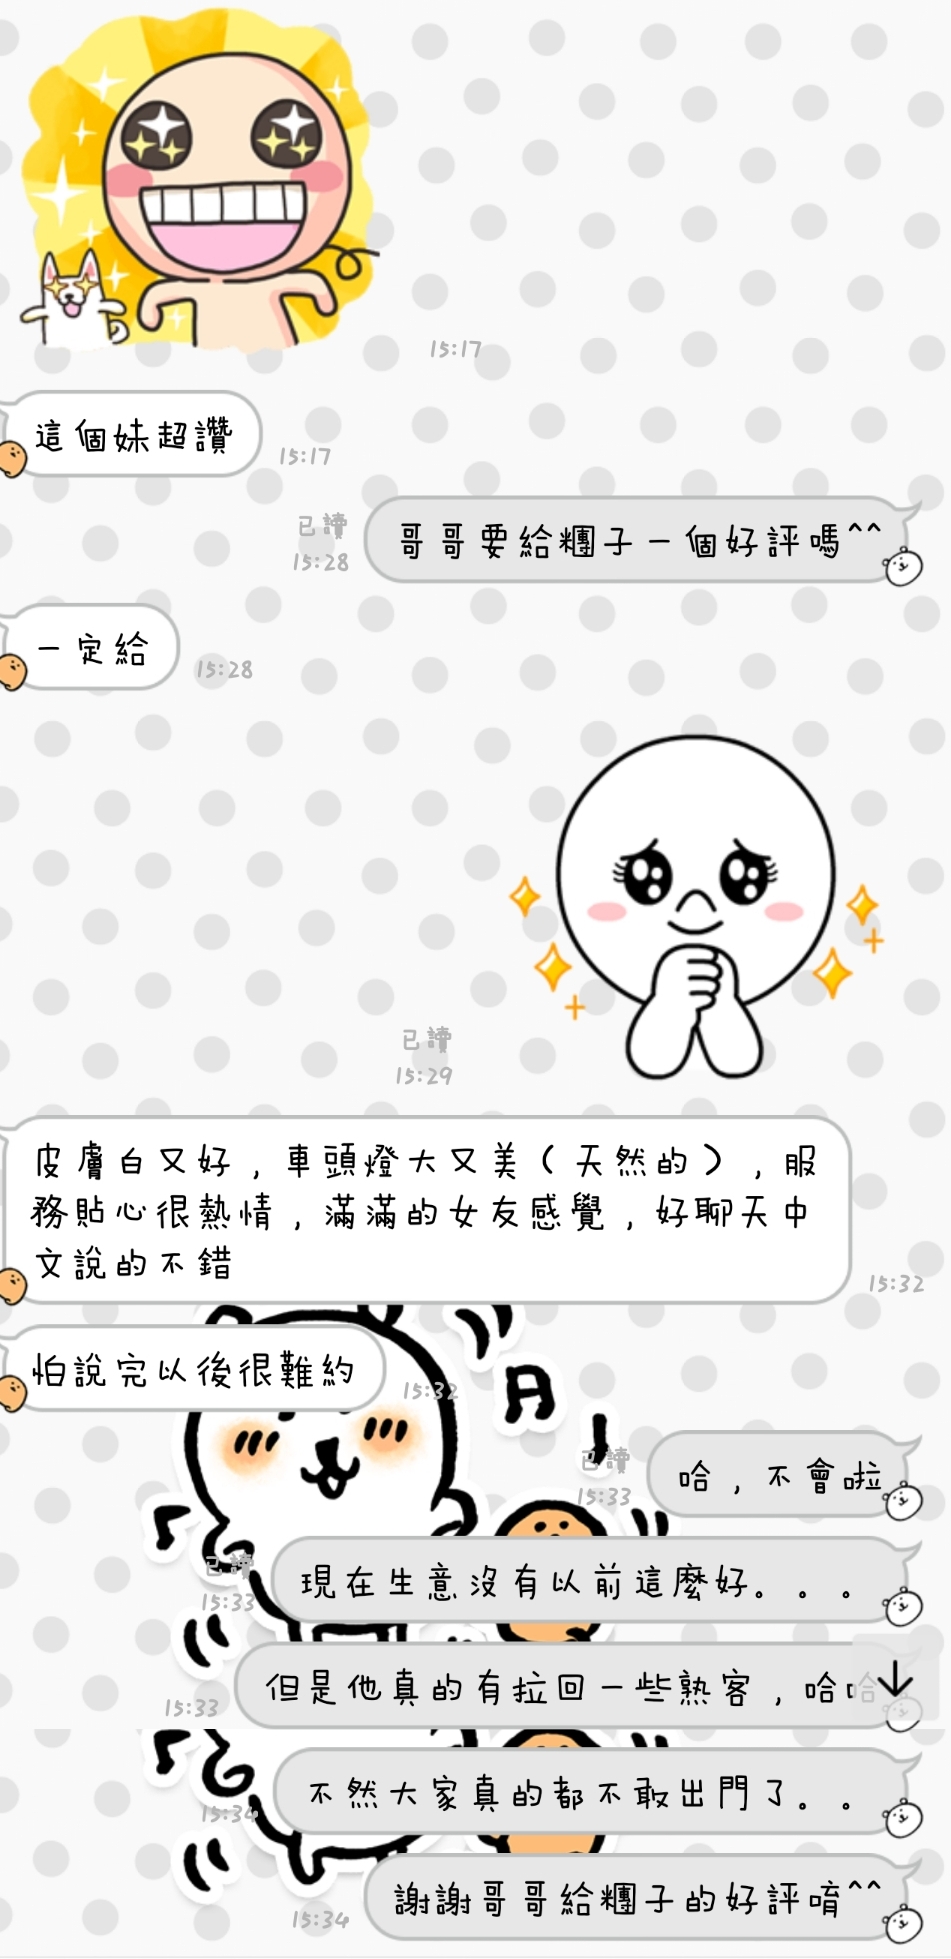 15:17
這個妹超讚
15:17
已讀
15:28
哥哥要給糰子一個好評嗎^^
一定給
15:28
已讀
15:29
皮膚白又好，車頭燈大又美（天然的），服
務貼心很熱情，滿滿的女友感覺，好聊天中
文說的不錯
15:32
怕說完以後很難約
15:32
月
已讀
15:33
哈，不會啦
已讀
15:33
現在生意沒有以前這麼好。。。
15:33
但是他真的有拉回一些熟客，哈哈
15:34
不然大家真的都不敢出門了。。
15:34
謝謝哥哥給糰子的好評唷^^